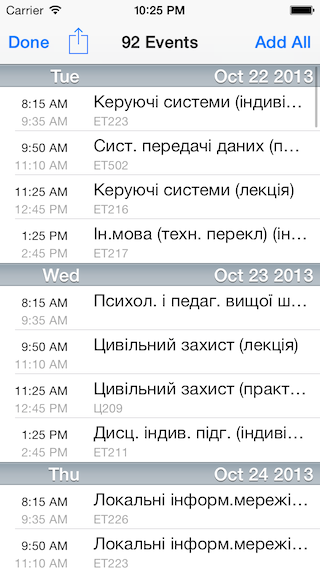 Carrier 10:25 PM
Done 92 Events Add All
Tue Oct 22 2013
8:15 AM Керуючі системи (індиві…
9:35 AM ET223
9:50 AM Сист. передачі даних (п…
11:10 AM ET502
11:25 AM Керуючі системи (лекція)
12:45 PM ET216
1:25 PM Ін.мова (техн. перекл) (ін…
2:45 PM ET217
Wed Oct 23 2013
8:15 AM Психол. і педаг. вищої ш…
9:35 AM
9:50 AM Цивільний захист (лекція)
11:10 AM
11:25 AM Цивільний захист (практ…
12:45 PM Ц209
1:25 PM Дисц. індив. підг. (індиві…
2:45 PM ET211
Thu Oct 24 2013
8:15 AM Локальні інформ.мережі…
9:35 AM ET226
9:50 AM Локальні інформ.мережі…
11:10 AM ET223